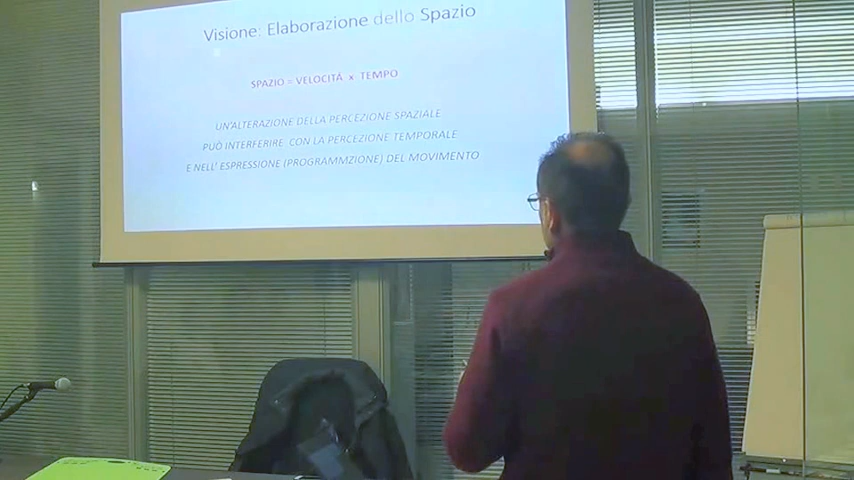 Visione: Elaborazione dello Spazio
SPAZIO = VELOCITÁ x TEMPO
UN'ALTERAZIONE DELLA PERCEZIONE SPAZIALE
PUÒ INTERFERIRE CON LA PERCEZIONE TEMPORALE
E NELL' ESPRESSIONE (PROGRAMMZIONE) DEL MOVIMENTO